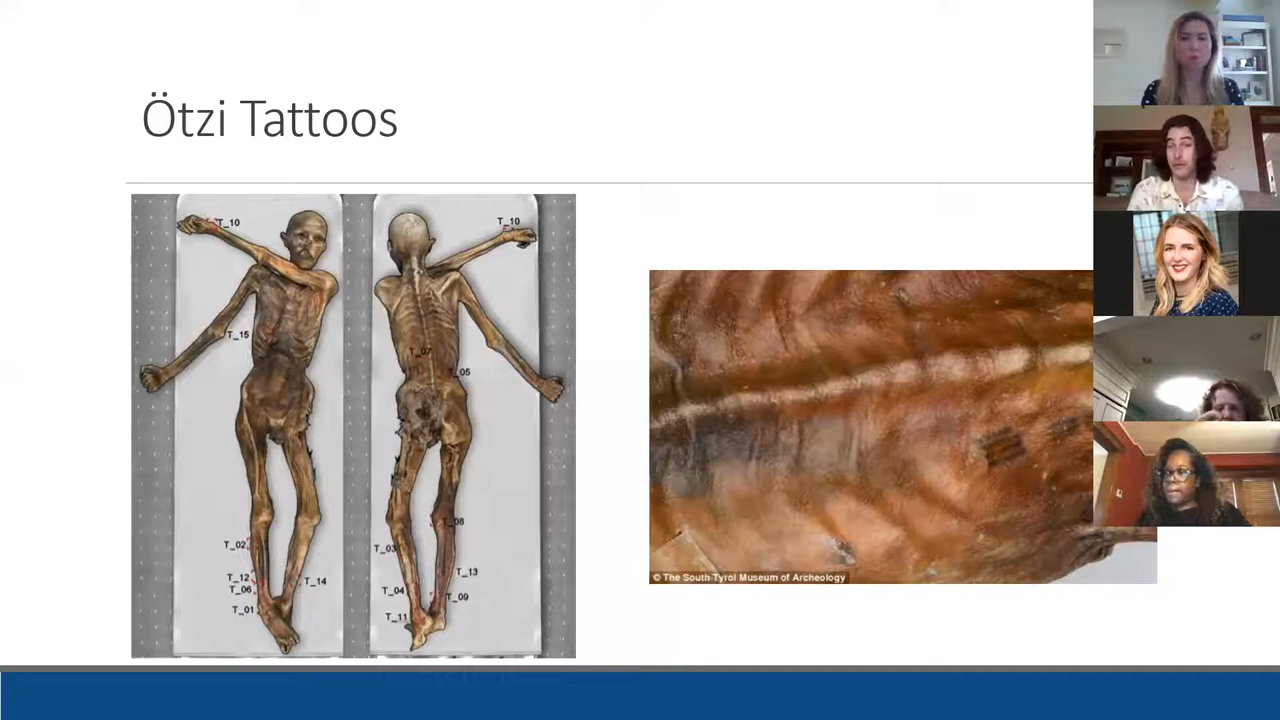 Ötzi Tattoos
T_10
T_15
T_02
T_12
T_06
T_01
T_14
T_10
T_07
T_05
T_08
T_03
T_13
T_04
T_09
T_11
© The South Tyrol Museum of Archeology